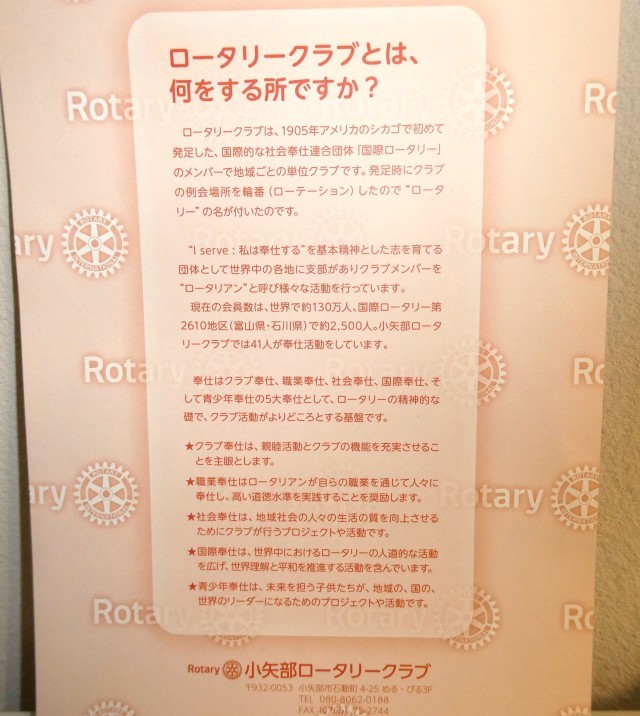 ロータリークラブとは、
何をする所ですか？
ロータリークラブは、1905年アメリカのシカゴで初めて
発足した、国際的な社会奉仕連合団体「国際ロータリー」
のメンバーで地域ごとの単位クラブです。発足時にクラブ
の例会場所を輪番（ローテーション）したので“ロータ
リー”の名が付いたのです。
“I serve : 私は奉仕する”を基本精神とした志を育てる
団体として世界中の各地に支部がありクラブメンバーを
“ロータリアン”と呼び様々な活動を行っています。
現在の会員数は、世界で約130万人、国際ロータリー第
2610地区（富山県・石川県）で約2,500人。小矢部ロータ
リークラブでは41人が奉仕活動をしています。
奉仕はクラブ奉仕、職業奉仕、社会奉仕、国際奉仕、そ
して青少年奉仕の5大奉仕として、ロータリーの精神的な
礎で、クラブ活動がよりどころとする基盤です。
★クラブ奉仕は、親睦活動とクラブの機能を充実させるこ
とを主眼とします。
★職業奉仕はロータリアンが自らの職業を通じて人々に
奉仕し、高い道徳水準を実践することを奨励します。
★社会奉仕は、地域社会の人々の生活の質を向上させる
ためにクラブが行うプロジェクトや活動です。
★国際奉仕は、世界中におけるロータリーの人道的な活動
を広げ、世界理解と平和を推進する活動を含んでいます。
★青少年奉仕は、未来を担う子供たちが、地域の、国の、
世界のリーダーになるためのプロジェクトや活動です。
Rotary 小矢部ロータリークラブ
〒932-0053 小矢部市石動町 4-25 める・びる3F
TEL 080-8062-0188
FAX